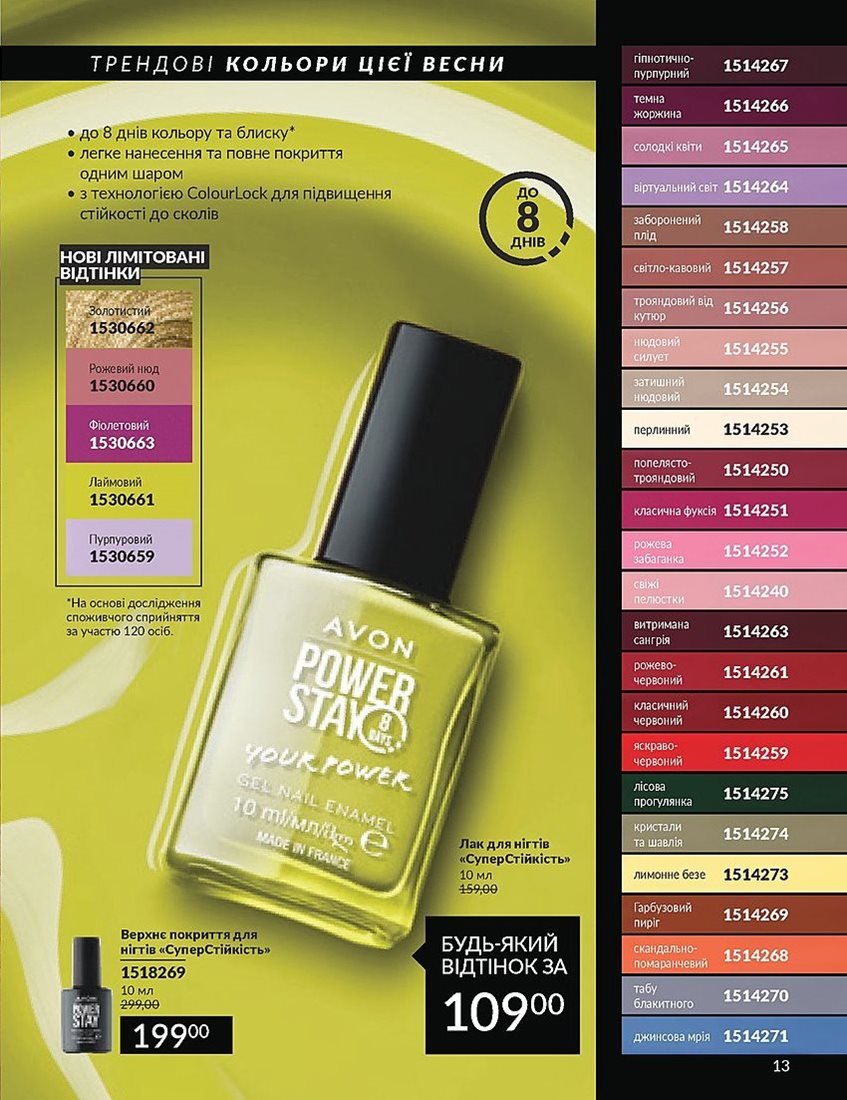 ТРЕНДОВІ КОЛЬОРИ ЦІЄЇ ВЕСНИ
• до 8 днів кольору та блиску*
• легке нанесення та повне покриття
одним шаром
• з технологією ColourLock для підвищення
стійкості до сколів
ДО
8
ДНІВ
НОВІ ЛІМІТОВАНІ
ВІДТІНКИ
Золотистий
1530662
Рожевий нюд
1530660
Фіолетовий
1530663
Лаймовий
1530661
Пурпуровий
1530659
*На основі дослідження
споживчого сприйняття
за участю 120 осіб.
AVON
POWER
STAY
8
DAYS
YOUR POWER
GEL NAIL ENAMEL
10 ml/мл/
MADE IN FRANCE
Лак для нігтів
«СуперСтійкість»
10 мл
159,00
БУДЬ-ЯКИЙ
ВІДТІНОК ЗА
10900
Верхнє покриття для
нігтів «СуперСтійкість»
1518269
10 мл
299,00
19900
AVON
POWER
STAY
гіпнотично-
пурпурний 1514267
темна
жоржина 1514266
солодкі квіти 1514265
віртуальний світ 1514264
заборонений
плід 1514258
світло-кавовий 1514257
трояндовий від
кутюр 1514256
нюдовий
силует 1514255
затишний
нюдовий 1514254
перлинний 1514253
попелясто-
трояндовий 1514250
класична фуксія 1514251
рожева
забаганка 1514252
свіжі
пелюстки 1514240
витримана
сангрія 1514263
рожево-
червоний 1514261
класичний
червоний 1514260
яскраво-
червоний 1514259
лісова
прогулянка 1514275
кристали
та шавлія 1514274
лимонне безе 1514273
Гарбузовий
пиріг 1514269
скандально-
помаранчевий 1514268
табу
блакитного 1514270
джинсова мрія 1514271
13